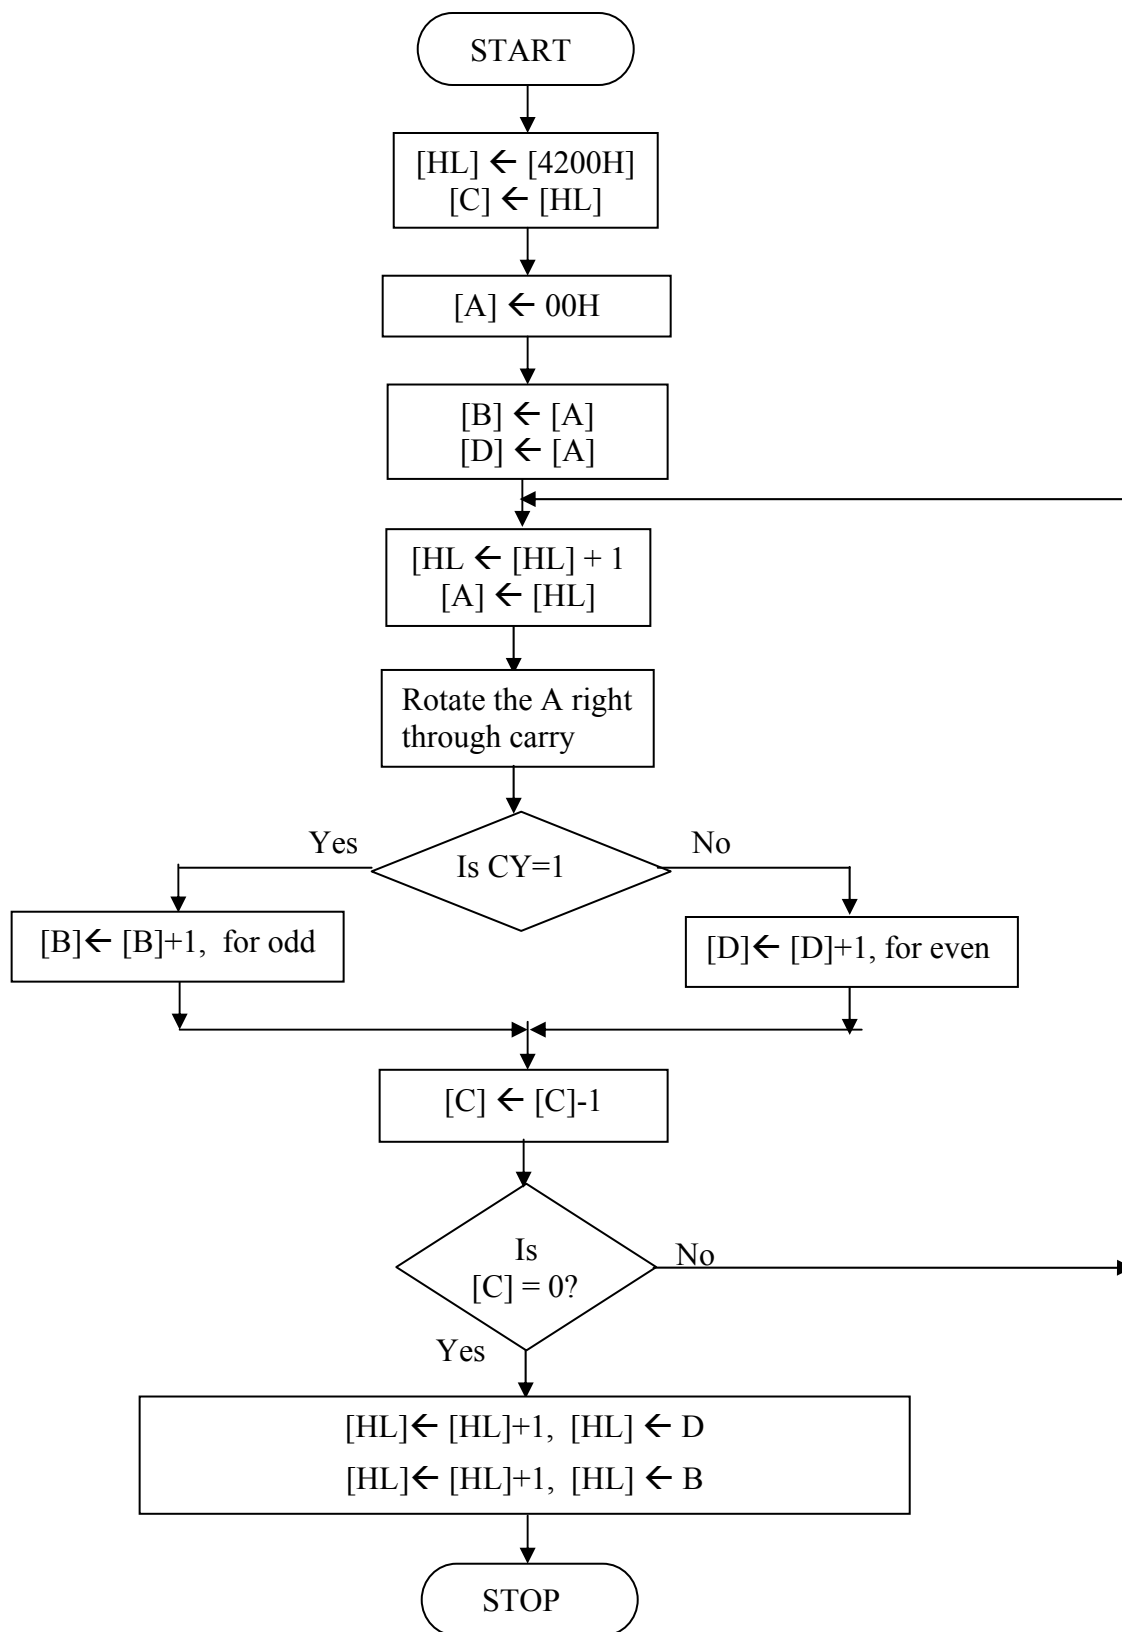 START
[HL] ← [4200H]
[C] ← [HL]
[A] ← 00H
[B] ← [A]
[D] ← [A]
[HL ← [HL] + 1
[A] ← [HL]
Rotate the A right
through carry
Yes
No
Is CY=1
[B]← [B]+1, for odd
[D]← [D]+1, for even
[C] ← [C]-1
Is
[C] = 0?
No
Yes
[HL]← [HL]+1, [HL] ← D
[HL]← [HL]+1, [HL] ← B
STOP